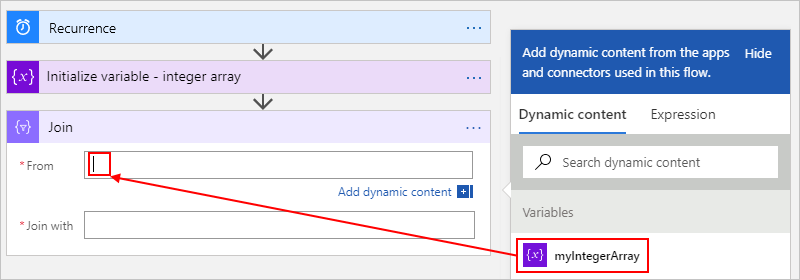 Recurrence
Initialize variable - integer array
Join
* From
Add dynamic content
* Join with
Add dynamic content from the apps
and connectors used in this flow.
Hide
Dynamic content
Expression
Search dynamic content
Variables
{x} myIntegerArray